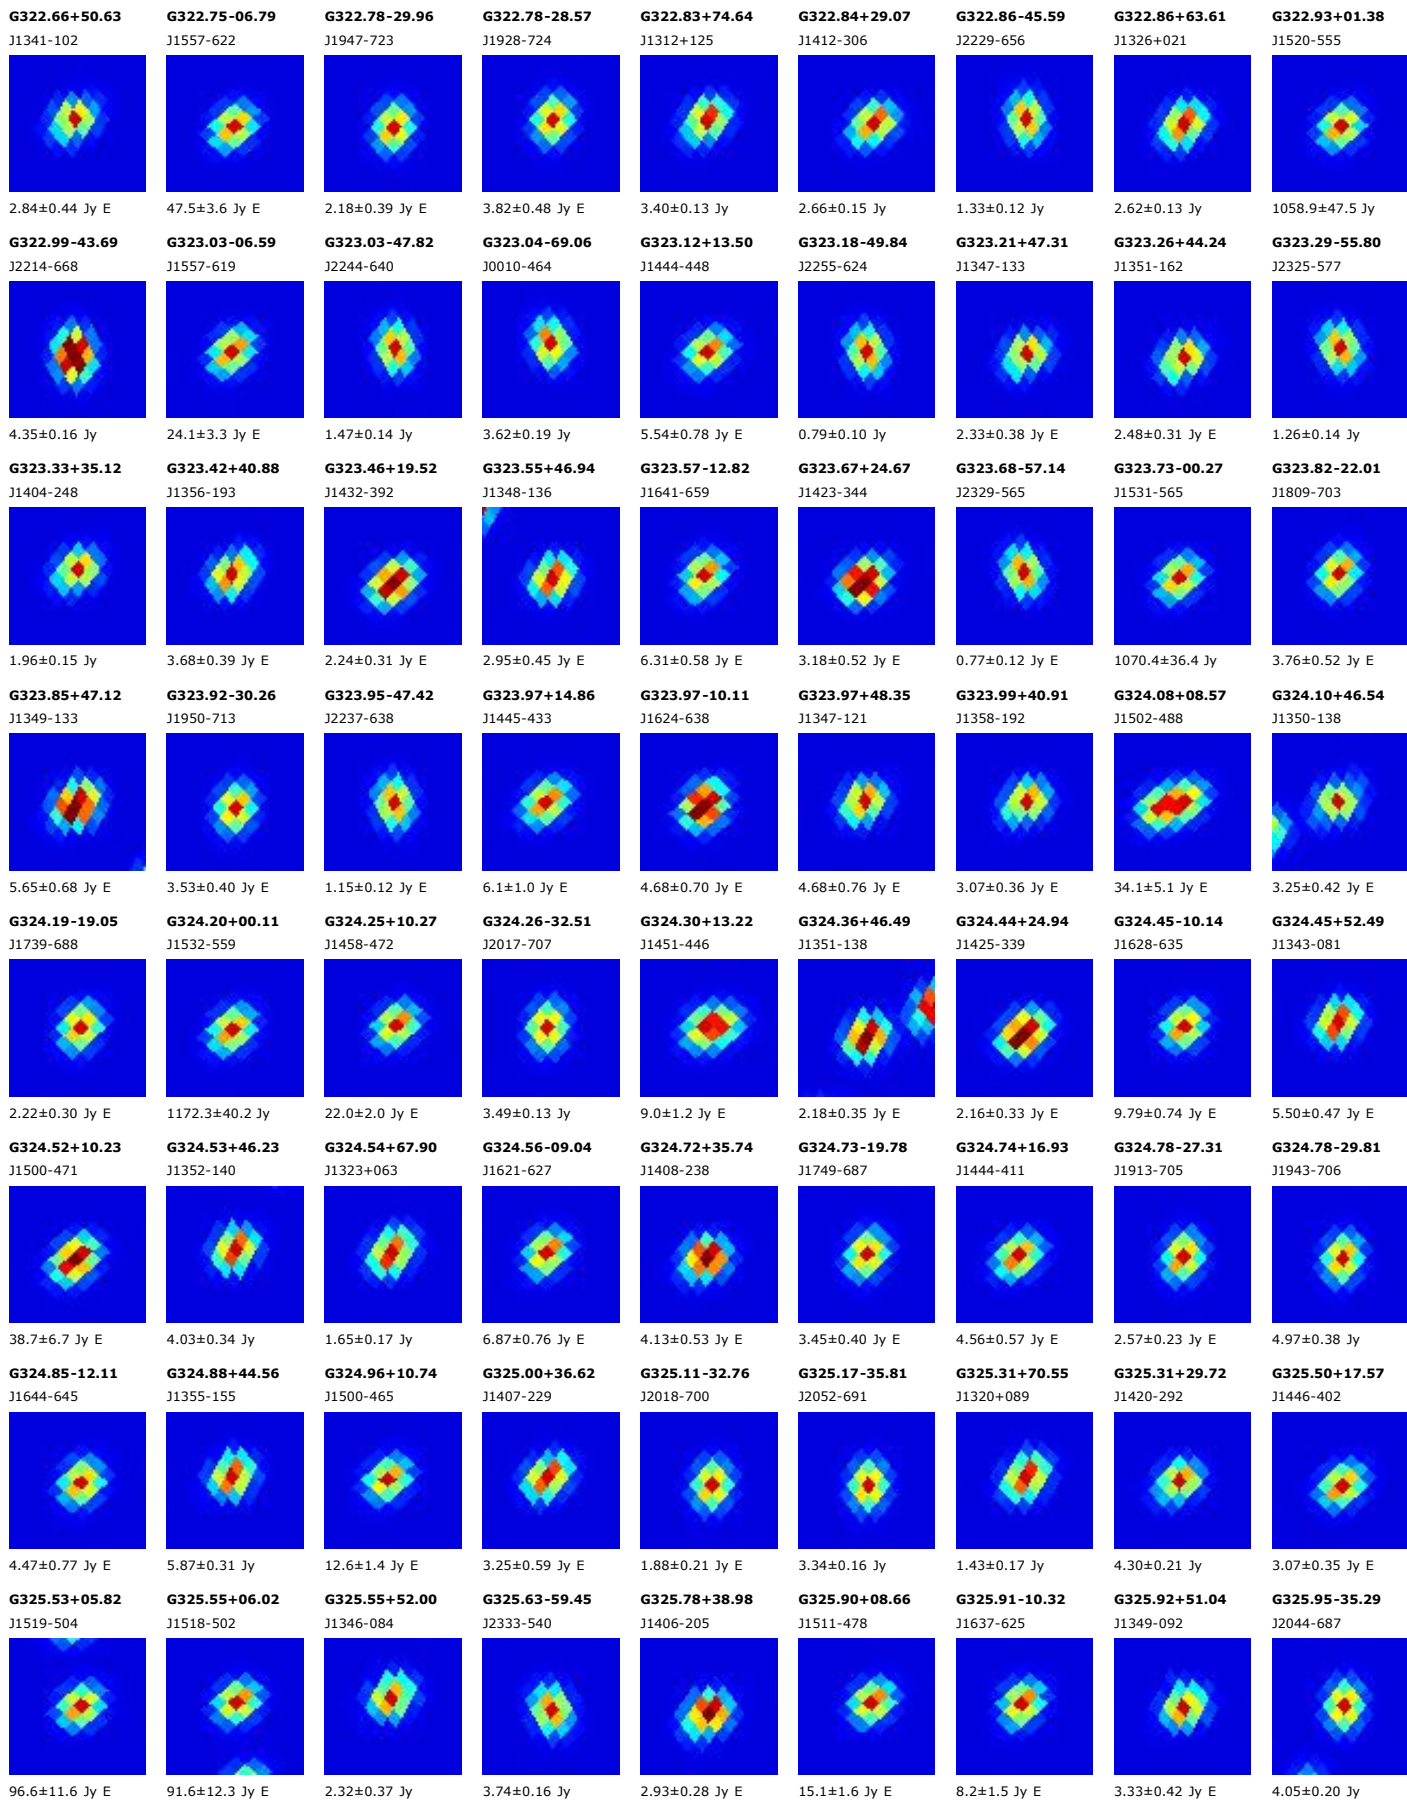 G322.66+50.63 G322.75-06.79 G322.78-29.96 G322.78-28.57 G322.83+74.64 G322.84+29.07 G322.86-45.59 G322.86+63.61 G322.93+01.38
J1341-102 J1557-622 J1947-723 J1928-724 J1312+125 J1412-306 J2229-656 J1326+021 J1520-555
2.84±0.44 Jy E 47.5±3.6 Jy E 2.18±0.39 Jy E 3.82±0.48 Jy E 3.40±0.13 Jy 2.66±0.15 Jy 1.33±0.12 Jy 2.62±0.13 Jy 1058.9±47.5 Jy
G322.99-43.69 G323.03-06.59 G323.03-47.82 G323.04-69.06 G323.12+13.50 G323.18-49.84 G323.21+47.31 G323.26+44.24 G323.29-55.80
J2214-668 J1557-619 J2244-640 J0010-464 J1444-448 J2255-624 J1347-133 J1351-162 J2325-577
4.35±0.16 Jy 24.1±3.3 Jy E 1.47±0.14 Jy 3.62±0.19 Jy 5.54±0.78 Jy E 0.79±0.10 Jy 2.33±0.38 Jy E 2.48±0.31 Jy E 1.26±0.14 Jy
G323.33+35.12 G323.42+40.88 G323.46+19.52 G323.55+46.94 G323.57-12.82 G323.67+24.67 G323.68-57.14 G323.73-00.27 G323.82-22.01
J1404-248 J1356-193 J1432-392 J1348-136 J1641-659 J1423-344 J2329-565 J1531-565 J1809-703
1.96±0.15 Jy 3.68±0.39 Jy E 2.24±0.31 Jy E 2.95±0.45 Jy E 6.31±0.58 Jy E 3.18±0.52 Jy E 0.77±0.12 Jy E 1070.4±36.4 Jy 3.76±0.52 Jy E
G323.85+47.12 G323.92-30.26 G323.95-47.42 G323.97+14.86 G323.97-10.11 G323.97+48.35 G323.99+40.91 G324.08+08.57 G324.10+46.54
J1349-133 J1950-713 J2237-638 J1445-433 J1624-638 J1347-121 J1358-192 J1502-488 J1350-138
5.65±0.68 Jy E 3.53±0.40 Jy E 1.15±0.12 Jy E 6.1±1.0 Jy E 4.68±0.70 Jy E 4.68±0.76 Jy E 3.07±0.36 Jy E 34.1±5.1 Jy E 3.25±0.42 Jy E
G324.19-19.05 G324.20+00.11 G324.25+10.27 G324.26-32.51 G324.30+13.22 G324.36+46.49 G324.44+24.94 G324.45-10.14 G324.45+52.49
J1739-688 J1532-559 J1458-472 J2017-707 J1451-446 J1351-138 J1425-339 J1628-635 J1343-081
2.22±0.30 Jy E 1172.3±40.2 Jy 22.0±2.0 Jy E 3.49±0.13 Jy 9.0±1.2 Jy E 2.18±0.35 Jy E 2.16±0.33 Jy E 9.79±0.74 Jy E 5.50±0.47 Jy E
G324.52+10.23 G324.53+46.23 G324.54+67.90 G324.56-09.04 G324.72+35.74 G324.73-19.78 G324.74+16.93 G324.78-27.31 G324.78-29.81
J1500-471 J1352-140 J1323+063 J1621-627 J1408-238 J1749-687 J1444-411 J1913-705 J1943-706
38.7±6.7 Jy E 4.03±0.34 Jy 1.65±0.17 Jy 6.87±0.76 Jy E 4.13±0.53 Jy E 3.45±0.40 Jy E 4.56±0.57 Jy E 2.57±0.23 Jy E 4.97±0.38 Jy
G324.85-12.11 G324.88+44.56 G324.96+10.74 G325.00+36.62 G325.11-32.76 G325.17-35.81 G325.31+70.55 G325.31+29.72 G325.50+17.57
J1644-645 J1355-155 J1500-465 J1407-229 J2018-700 J2052-691 J1320+089 J1420-292 J1446-402
4.47±0.77 Jy E 5.87±0.31 Jy 12.6±1.4 Jy E 3.25±0.59 Jy E 1.88±0.21 Jy E 3.34±0.16 Jy 1.43±0.17 Jy 4.30±0.21 Jy 3.07±0.35 Jy E
G325.53+05.82 G325.55+06.02 G325.55+52.00 G325.63-59.45 G325.78+38.98 G325.90+08.66 G325.91-10.32 G325.92+51.04 G325.95-35.29
J1519-504 J1518-502 J1346-084 J2333-540 J1406-205 J1511-478 J1637-625 J1349-092 J2044-687
96.6±11.6 Jy E 91.6±12.3 Jy E 2.32±0.37 Jy 3.74±0.16 Jy 2.93±0.28 Jy E 15.1±1.6 Jy E 8.2±1.5 Jy E 3.33±0.42 Jy E 4.05±0.20 Jy